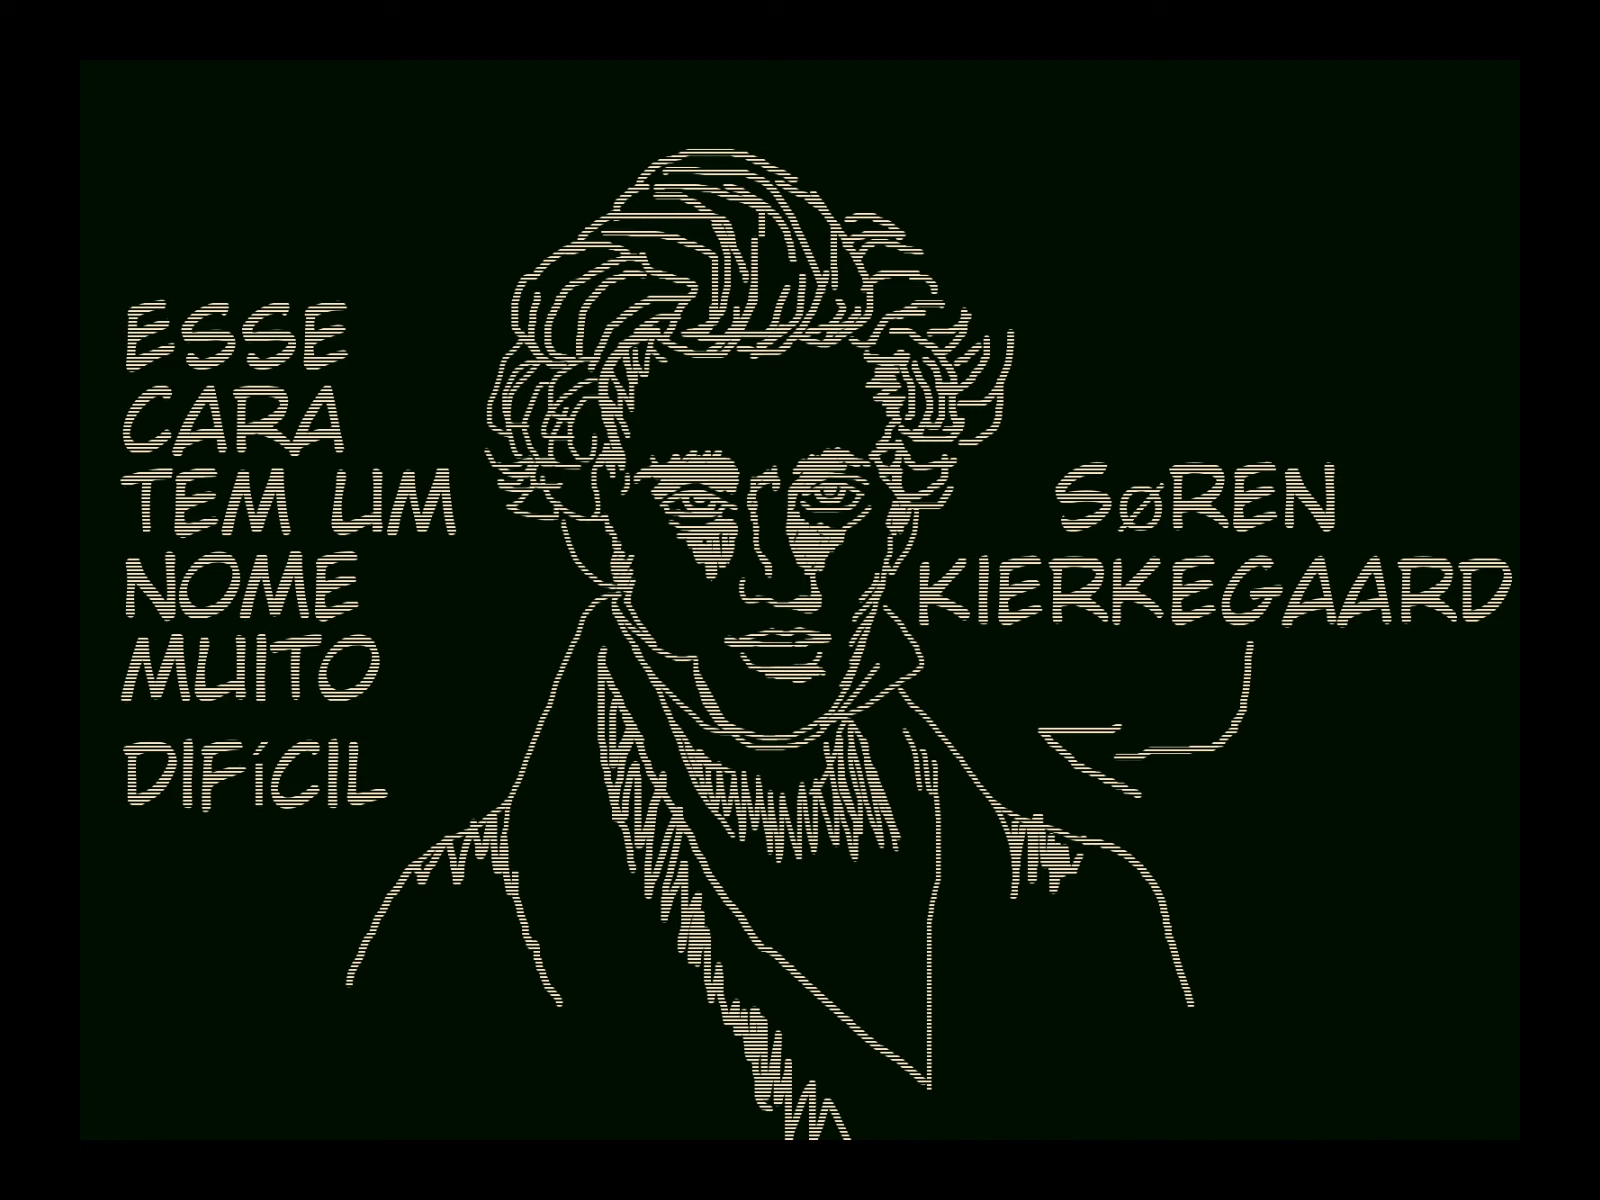 ESSE
CARA
TEM UM
NOME
MUITO
DIFíCIL
SøREN
KIERKEGAARD